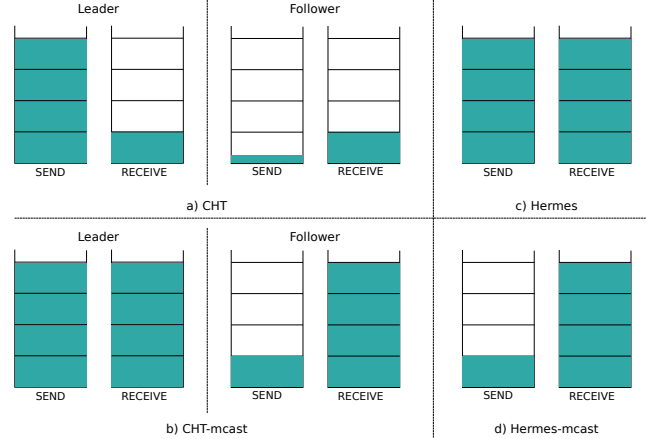 Leader
Follower
SEND
RECEIVE
SEND
RECEIVE
SEND
RECEIVE
a) CHT
c) Hermes
Leader
Follower
SEND
RECEIVE
SEND
RECEIVE
SEND
RECEIVE
b) CHT-mcast
d) Hermes-mcast